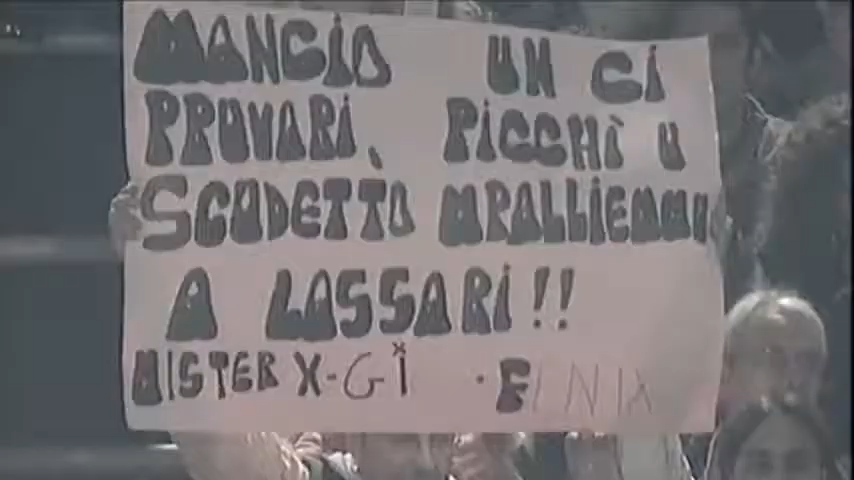 MANCIO UN CI
PRUVARI, PICCHÌ U
SCUDETTO MPALLIEMMU
A LASSARI!!
MISTER X-Gi ·FENIX